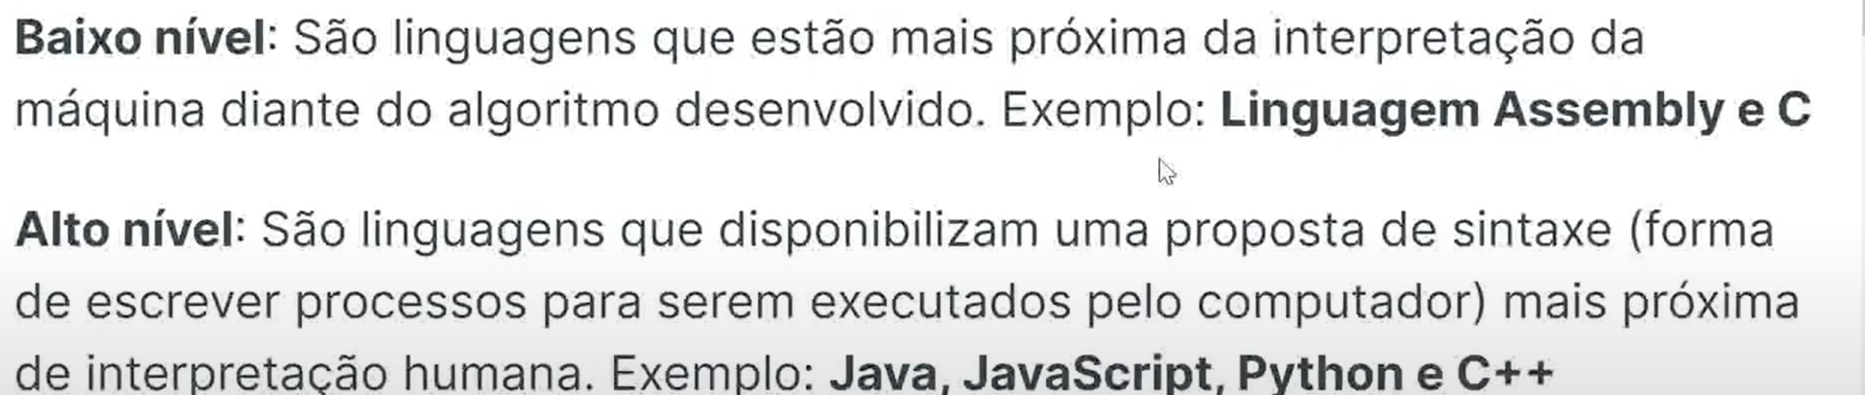 Baixo nível: São linguagens que estão mais próxima da interpretação da
máquina diante do algoritmo desenvolvido. Exemplo: Linguagem Assembly e C
Alto nível: São linguagens que disponibilizam uma proposta de sintaxe (forma
de escrever processos para serem executados pelo computador) mais próxima
de interpretação humana. Exemplo: Java, JavaScript, Python e C++